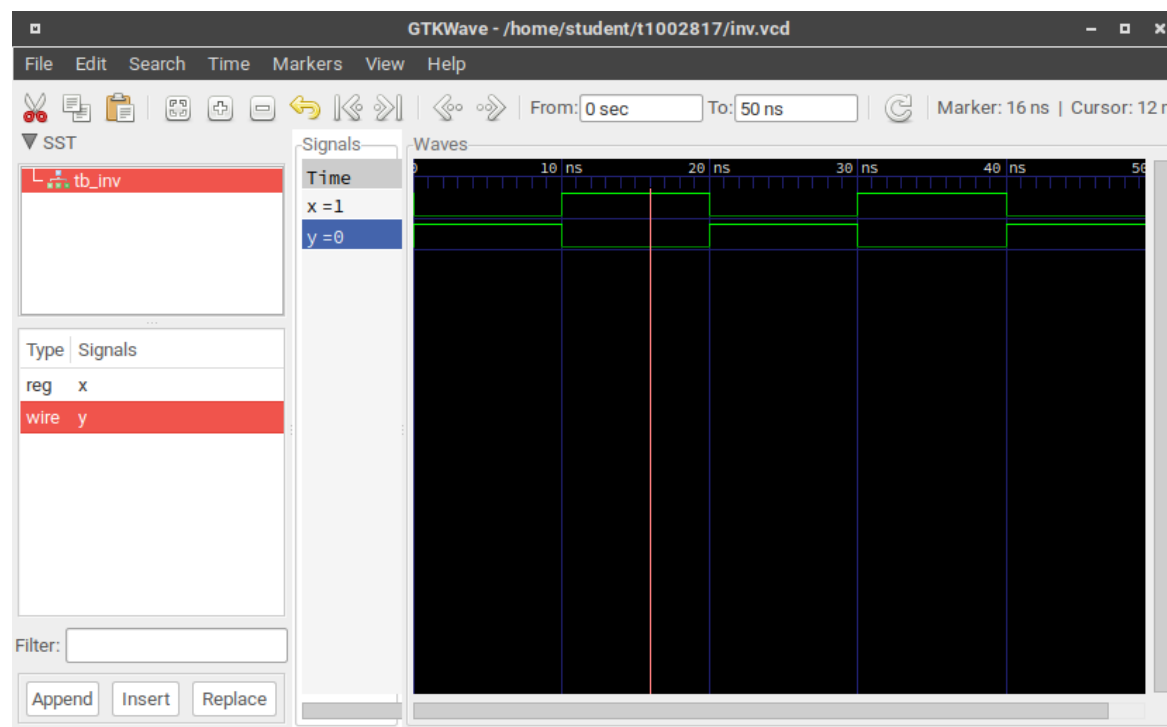 GTKWave - /home/student/t1002817/inv.vcd
File Edit Search Time Markers View Help
From: 0 sec To: 50 ns Marker: 16 ns | Cursor: 12 n
SST
tb_inv
Type Signals
reg x
wire y
Filter:
Append Insert Replace
Signals
Time
x =1
y =0
Waves
0 10 ns 20 ns 30 ns 40 ns 50